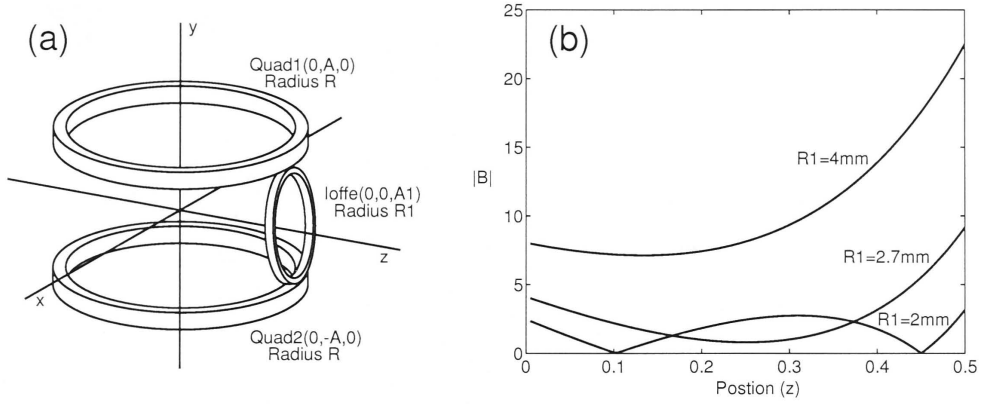 (a)
y
Quad1(0,A,0)
Radius R
Ioffe(0,0,A1)
Radius R1
z
x
Quad2(0,-A,0)
Radius R
(b)
25
20
15
10
5
0
|B|
R1=4mm
R1=2.7mm
R1=2mm
0
0.1
0.2
0.3
0.4
0.5
Postion (z)